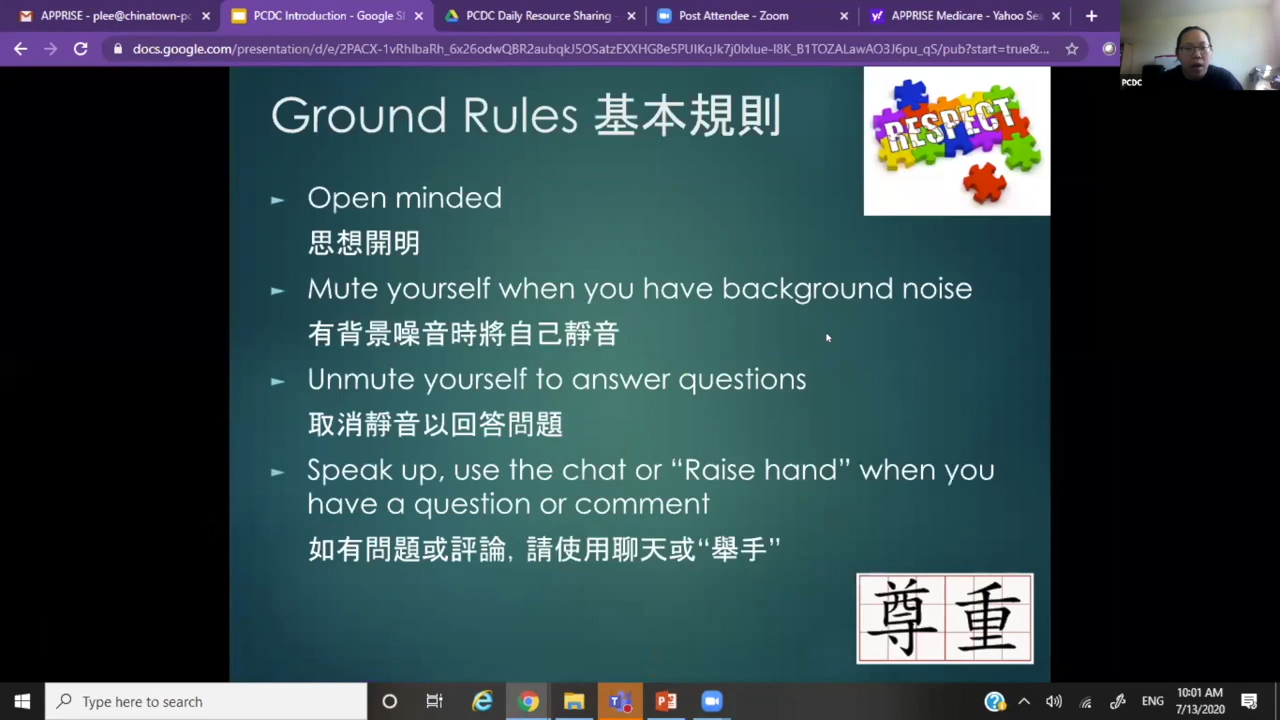 APPRISE - plee@chinatown-pc
PCDC Introduction - Google Sl
PCDC Daily Resource Sharing -
Post Attendee - Zoom
APPRISE Medicare - Yahoo Sea
docs.google.com/presentation/d/e/2PACX-1vRhlbaRh_6x26odwQBR2aubqkJ5OSatzEXXHG8e5PUIKqJk7j0lxlue-I8K_B1TOZALawAO3J6pu_qS/pub?start=true&...
PCDC
Ground Rules 基本規則
RESPECT
► Open minded
思想開明
► Mute yourself when you have background noise
有背景噪音時將自己靜音
► Unmute yourself to answer questions
取消靜音以回答問題
► Speak up, use the chat or “Raise hand” when you
have a question or comment
如有問題或評論, 請使用聊天或“舉手”
尊重
Type here to search
ENG
10:01 AM
7/13/2020